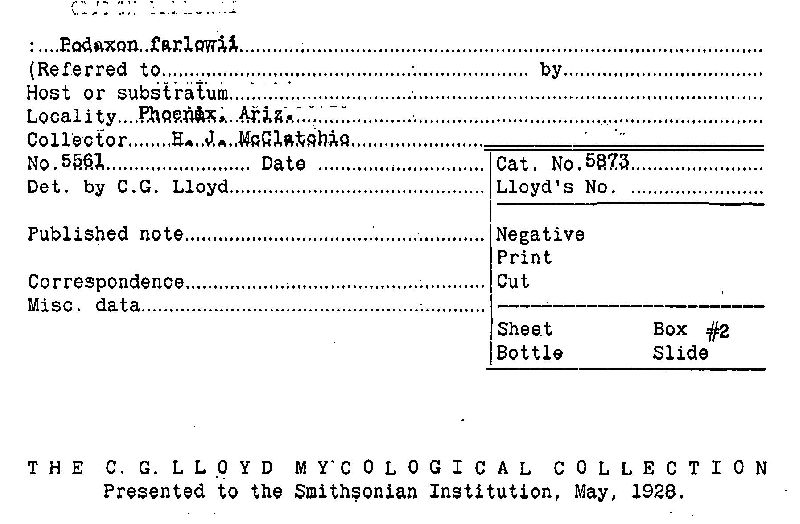 :....Podaxon farlowii
(Referred to.......... by..........
Host or substratum..........
Locality...Phoenix, Ariz.
Collector.....H. J. McClatchie
No.5561.......... Date .......... Cat. No.5873..........
Det. by C.G. Lloyd.......... Lloyd's No. ..........
Published note.......... Negative
Print
Correspondence.......... Cut
Misc. data..........
Sheet Box #2
Bottle Slide
THE C.G.LLOYD MYCOLOGICAL COLLECTION
Presented to the Smithsonian Institution, May, 1928.